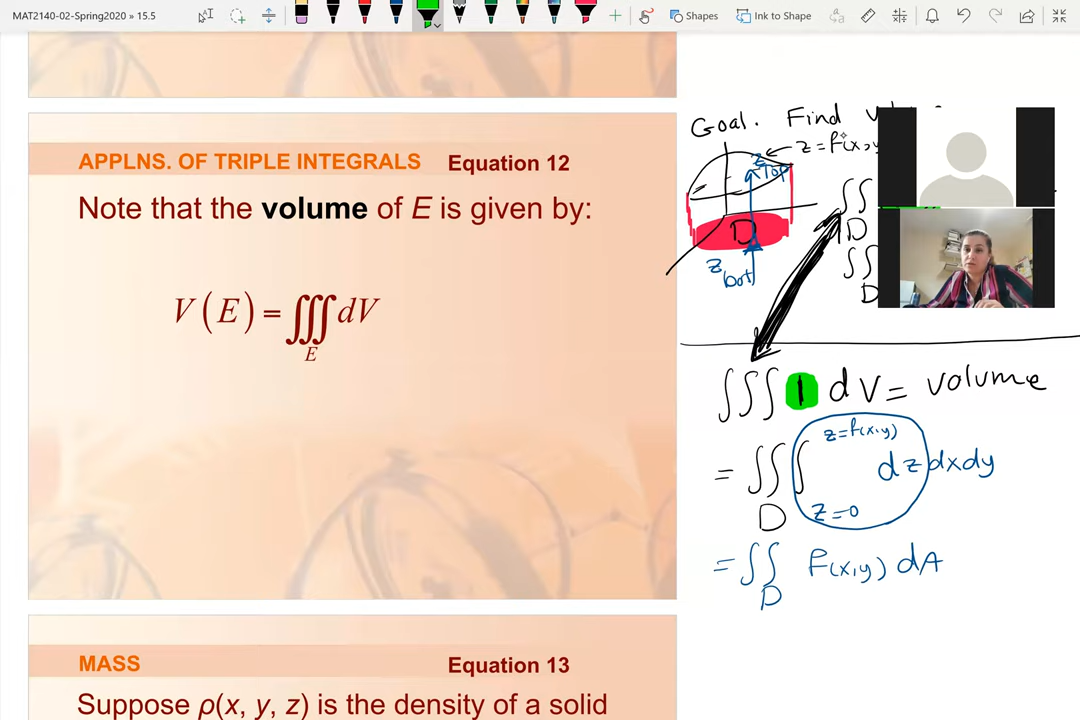 MAT2140-02-Spring2020 » 15.5
Shapes
Ink to Shape
APPLNS. OF TRIPLE INTEGRALS Equation 12
Note that the volume of E is given by:
V(E) = ∭_E dV
MASS Equation 13
Suppose ρ(x, y, z) is the density of a solid
Goal. Find
z = f(x,y
z Top
D
z bot
∬
D
∬
D
∭ 1 dV = volume
= ∬_D ∫_{z=0}^{z=f(x,y)} dz dxdy
= ∬_D f(x,y) dA